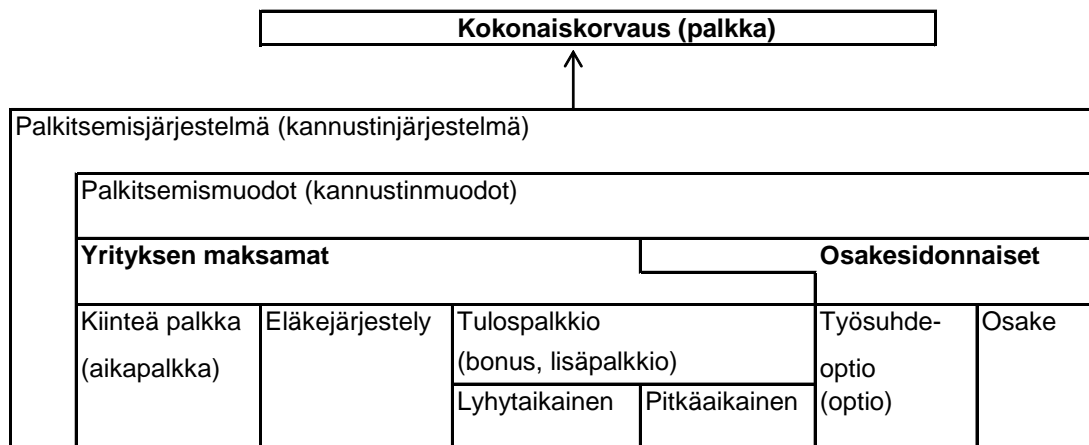 Kokonaiskorvaus (palkka)
Palkitsemisjärjestelmä (kannustinjärjestelmä)
Palkitsemismuodot (kannustinmuodot)
Yrityksen maksamat
Osakesidonnaiset
Kiinteä palkka
(aikapalkka)
Eläkejärjestely
Tulospalkkio
(bonus, lisäpalkkio)
Lyhytaikainen
Pitkäaikainen
Työsuhde-
optio
(optio)
Osake